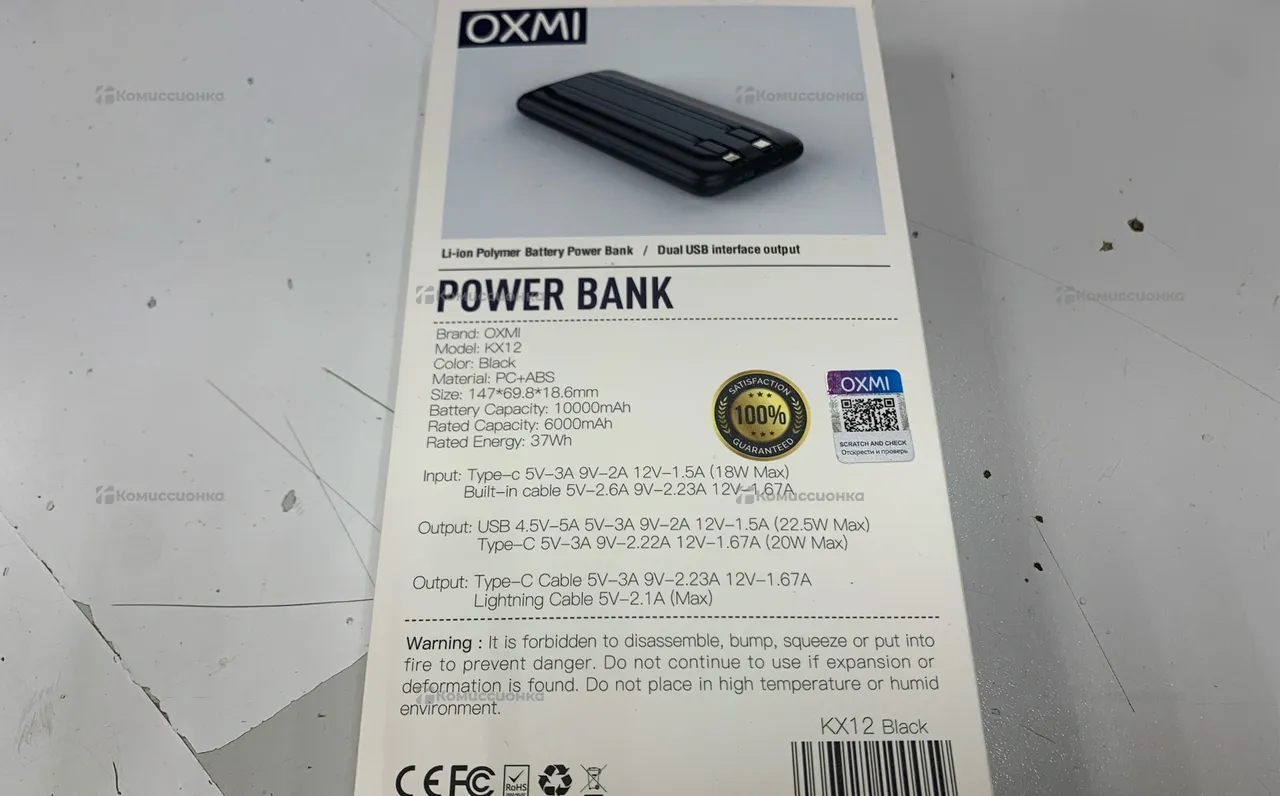 OXMI
Комиссионка
Комиссионка
Li-ion Polymer Battery Power Bank / Dual USB interface output
POWER BANK
Комиссионка
Комиссионка
Brand: OXMI
Model: KX12
Color: Black
Material: PC+ABS
Size: 147*69.8*18.6mm
Battery Capacity: 10000mAh
Rated Capacity: 6000mAh
Rated Energy: 37Wh
SATISFACTION
100%
GUARANTEED
OXMI
SCRATCH AND CHECK
Отскрести и проверь
Input: Type-c 5V-3A 9V-2A 12V-1.5A (18W Max)
Built-in cable 5V-2.6A 9V-2.23A 12V-1.67A
Комиссионка
Комиссионка
Output: USB 4.5V-5A 5V-3A 9V-2A 12V-1.5A (22.5W Max)
Type-C 5V-3A 9V-2.22A 12V-1.67A (20W Max)
Output: Type-C Cable 5V-3A 9V-2.23A 12V-1.67A
Lightning Cable 5V-2.1A (Max)
Warning : It is forbidden to disassemble, bump, squeeze or put into
fire to prevent danger. Do not continue to use if expansion or
deformation is found. Do not place in high temperature or humid
environment.
Комиссионка
KX12 Black
CE FC RoHS